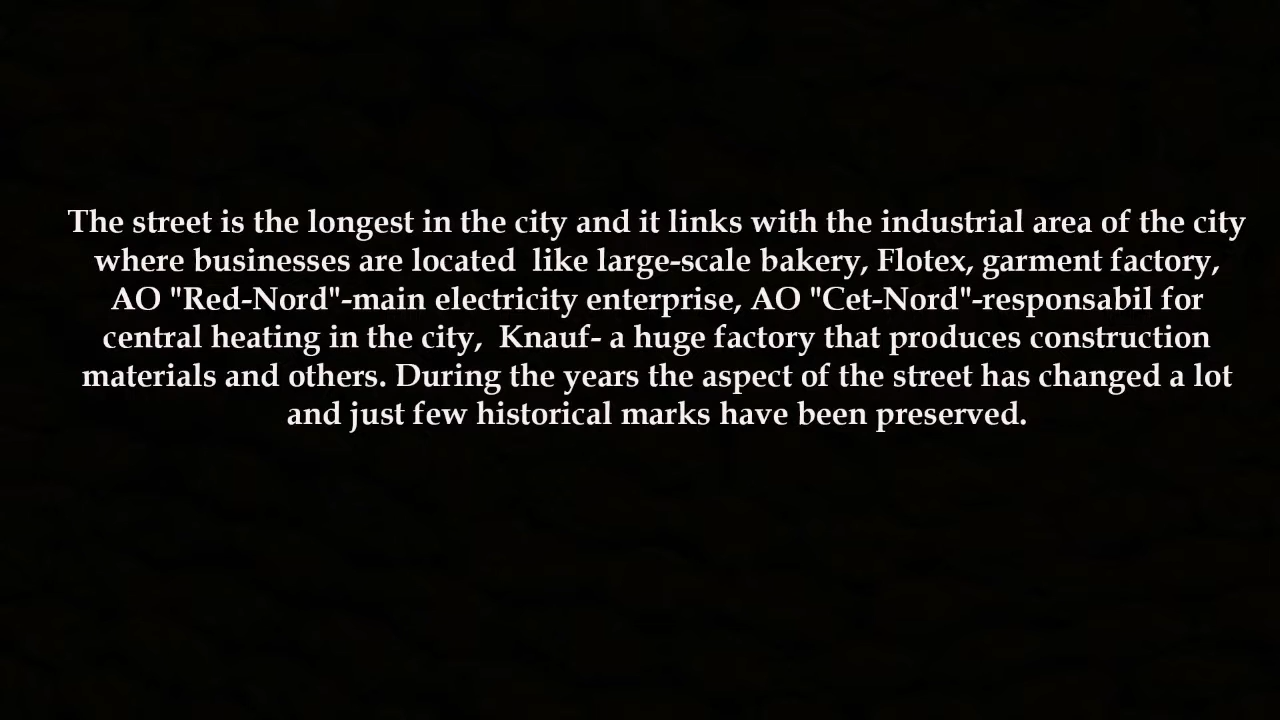 The street is the longest in the city and it links with the industrial area of the city
where businesses are located  like large-scale bakery, Flotex, garment factory,
AO "Red-Nord"-main electricity enterprise, AO "Cet-Nord"-responsabil for
central heating in the city,  Knauf- a huge factory that produces construction
materials and others. During the years the aspect of the street has changed a lot
and just few historical marks have been preserved.